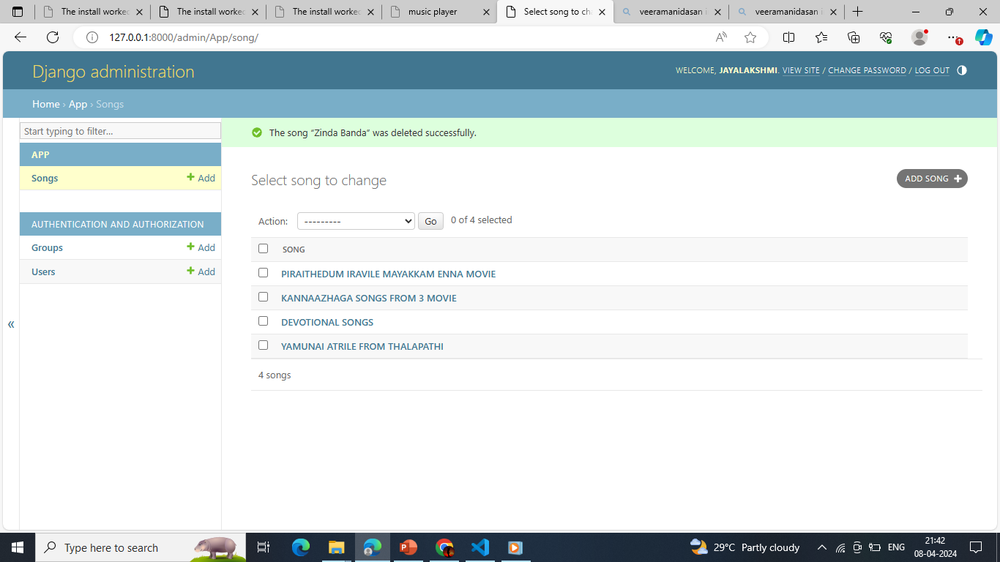 The install worked
The install worked
The install worked
music player
Select song to cha
veeramanidasan i
veeramanidasan i
127.0.0.1:8000/admin/App/song/
Django administration
WELCOME, JAYALAKSHMI. VIEW SITE / CHANGE PASSWORD / LOG OUT
Home › App › Songs
Start typing to filter...
APP
Songs + Add
AUTHENTICATION AND AUTHORIZATION
Groups + Add
Users + Add
«
The song “Zinda Banda” was deleted successfully.
Select song to change
ADD SONG +
Action: --------- Go 0 of 4 selected
SONG
PIRAITHEDUM IRAVILE MAYAKKAM ENNA MOVIE
KANNAAZHAGA SONGS FROM 3 MOVIE
DEVOTIONAL SONGS
YAMUNAI ATRILE FROM THALAPATHI
4 songs
Type here to search
29°C Partly cloudy
ENG
21:42
08-04-2024